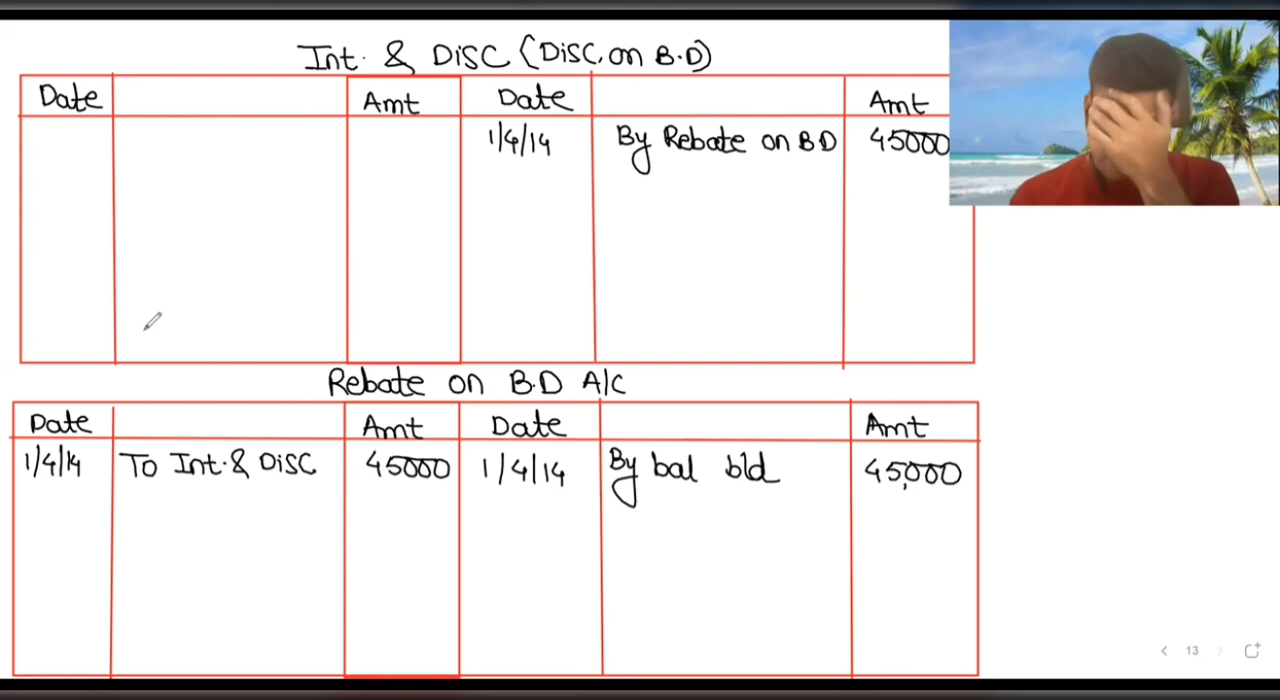 Int. & DISC (DISC. on B.D)
Date Amt Date Amt
1/4/14 By Rebate on BD 45000
Rebate on B.D A/C
Date Amt Date Amt
1/4/14 To Int. & DISC 45000 1/4/14 By bal b/d 45,000
< 13 >